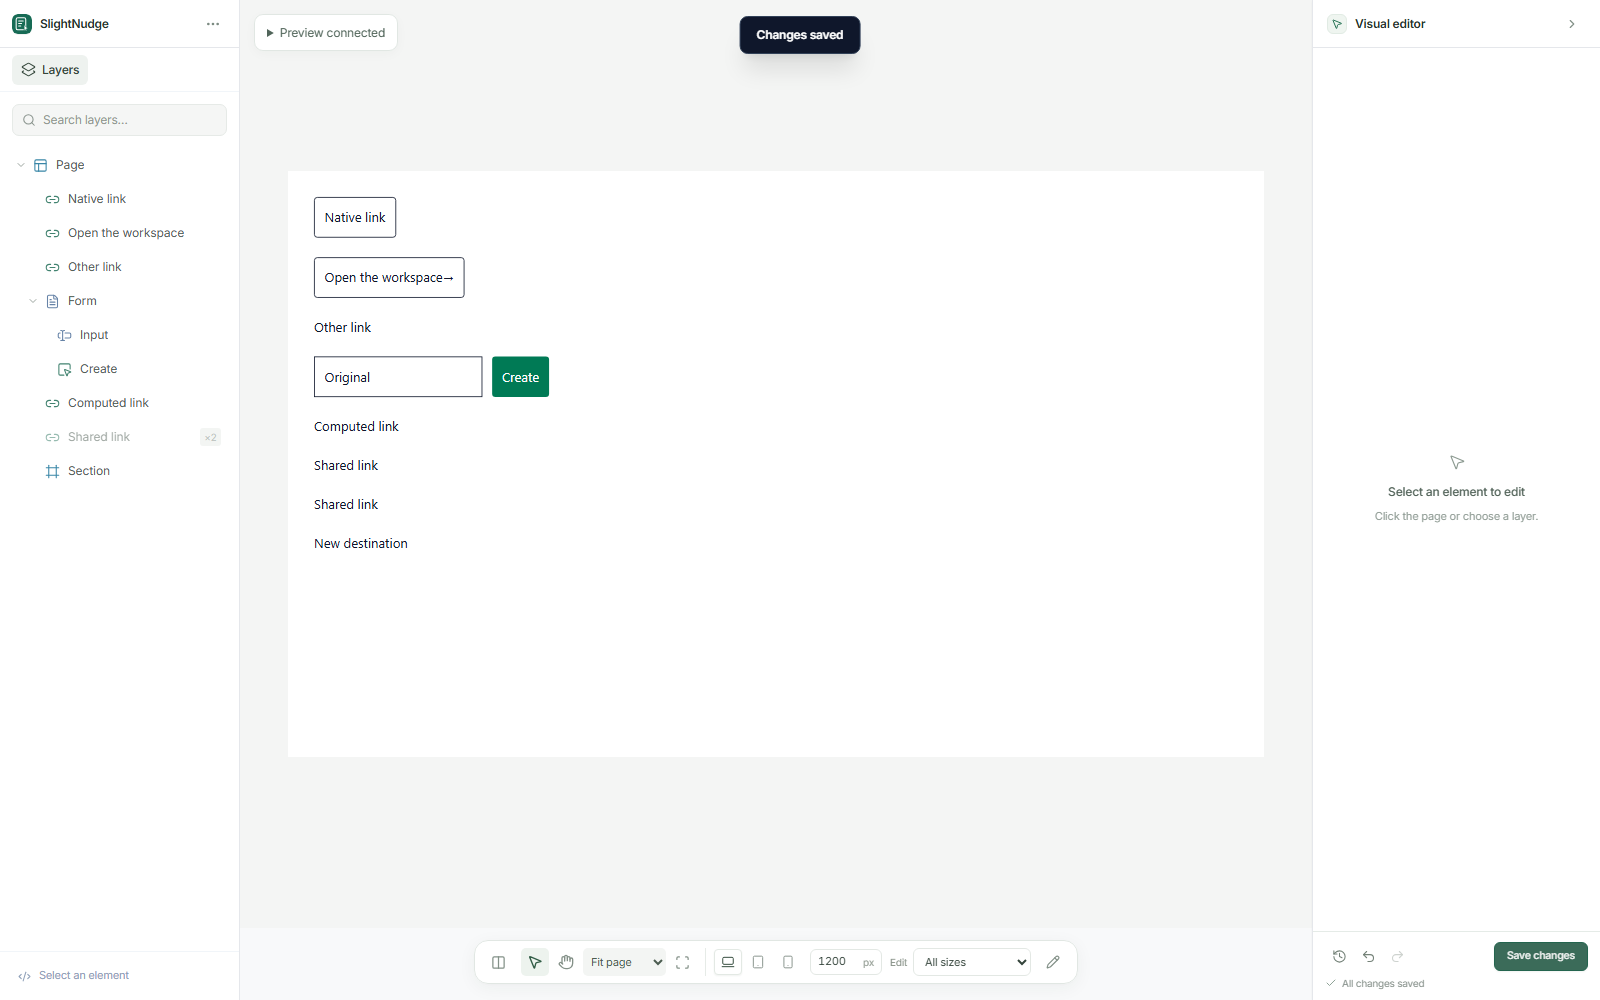 SlightNudge
Preview connected
Changes saved
Visual editor
Layers
Search layers...
Page
Native link
Open the workspace
Other link
Form
Input
Create
Computed link
Shared link
×2
Section
Native link
Open the workspace→
Other link
Original
Create
Computed link
Shared link
Shared link
New destination
Select an element to edit
Click the page or choose a layer.
Select an element
Fit page
1200
px
Edit
All sizes
Save changes
All changes saved